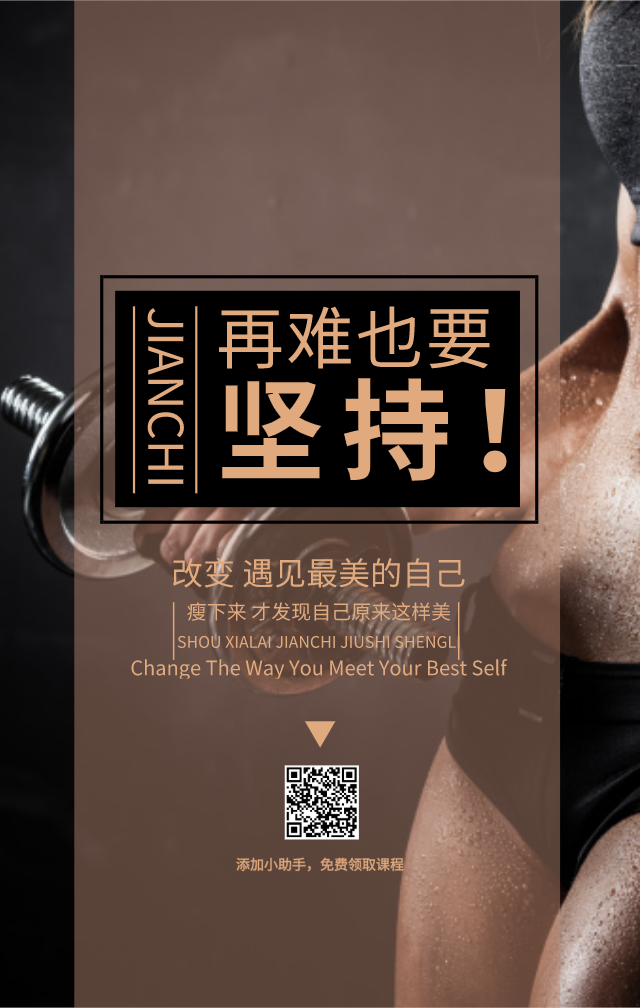 JIANCHI
再难也要
坚持！
改变 遇见最美的自己
瘦下来 才发现自己原来这样美
SHOU XIALAI JIANCHI JIUSHI SHENGL
Change The Way You Meet Your Best Self
添加小助手，免费领取课程